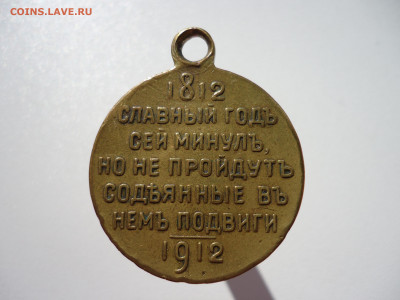 COINS.LAVE.RU
1812
СЛАВНЫЙ ГОДЪ
СЕЙ МИНУЛЪ,
НО НЕ ПРОЙДУТЪ
СОДѢЯННЫЕ ВЪ
НЕМЪ ПОДВИГИ
1912